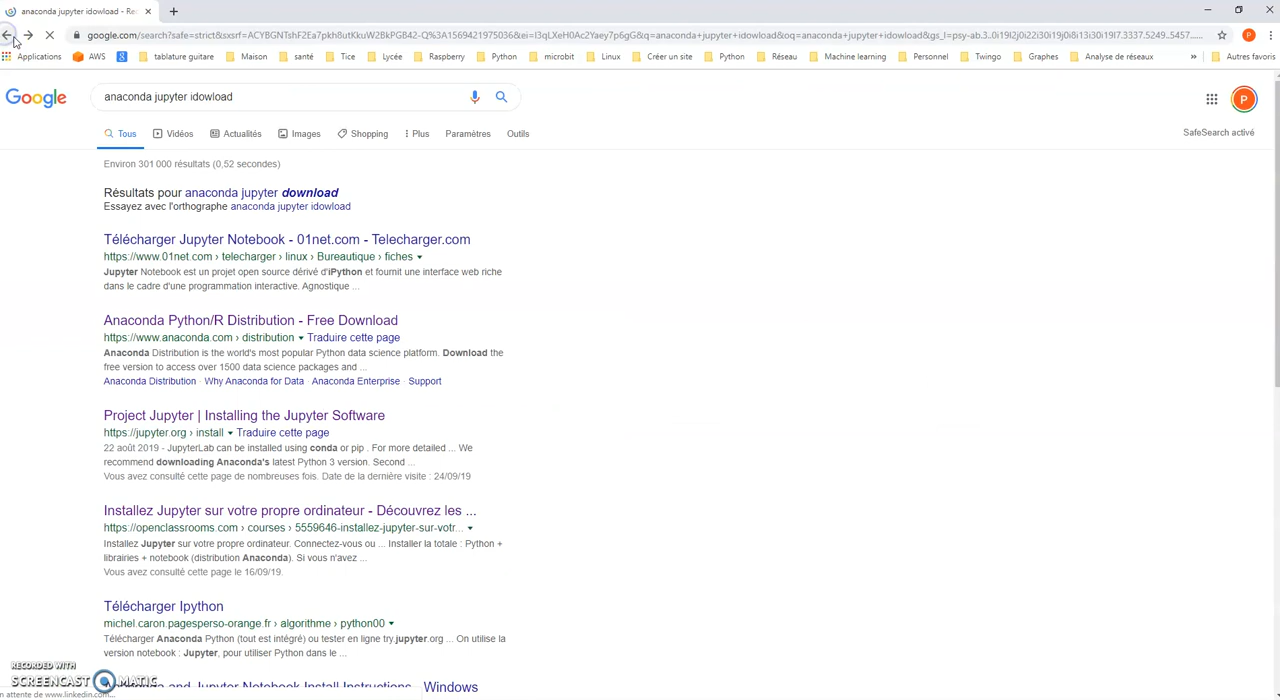 anaconda jupyter idowload - Re
google.com/search?safe=strict&sxsrf=ACYBGNTshF2Ea7pkh8utKkuW2BkPGB42-Q%3A1569421975036&ei=I3qLXeH0Ac2Yaey7p6gG&q=anaconda+jupyter+idowload&oq=anaconda+jupyter+idowload&gs_l=psy-ab.3..0i19l2j0i22i30i19j0i8i13i30i19l7.3337.5249..5457......
Applications AWS tablature guitare Maison santé Tice Lycée Raspberry Python microbit Linux Créer un site Python Réseau Machine learning Personnel Twingo Graphes Analyse de réseaux » Autres favoris
Google anaconda jupyter idowload P
Tous Vidéos Actualités Images Shopping Plus Paramètres Outils SafeSearch activé
Environ 301 000 résultats (0,52 secondes)
Résultats pour anaconda jupyter download
Essayez avec l'orthographe anaconda jupyter idowload
Télécharger Jupyter Notebook - 01net.com - Telecharger.com
https://www.01net.com › telecharger › linux › Bureautique › fiches
Jupyter Notebook est un projet open source dérivé d'iPython et fournit une interface web riche
dans le cadre d'une programmation interactive. Agnostique ...
Anaconda Python/R Distribution - Free Download
https://www.anaconda.com › distribution Traduire cette page
Anaconda Distribution is the world's most popular Python data science platform. Download the
free version to access over 1500 data science packages and ...
Anaconda Distribution · Why Anaconda for Data · Anaconda Enterprise · Support
Project Jupyter | Installing the Jupyter Software
https://jupyter.org › install Traduire cette page
22 août 2019 - JupyterLab can be installed using conda or pip . For more detailed ... We
recommend downloading Anaconda's latest Python 3 version. Second ...
Vous avez consulté cette page de nombreuses fois. Date de la dernière visite : 24/09/19
Installez Jupyter sur votre propre ordinateur - Découvrez les ...
https://openclassrooms.com › courses › 5559646-installez-jupyter-sur-votr...
Installez Jupyter sur votre propre ordinateur. Connectez-vous ou ... Installer la totale : Python +
librairies + notebook (distribution Anaconda). Si vous n'avez ...
Vous avez consulté cette page le 16/09/19.
Télécharger Ipython
michel.caron.pagesperso-orange.fr › algorithme › python00
Télécharger Anaconda Python (tout est intégré) ou tester en ligne try.jupyter.org ... On utilise la
version notebook : Jupyter, pour utiliser Python dans le ...
RECORDED WITH
SCREENCAST MATIC
and Jupyter Notebook Install Instructions Windows
n attente de www.linkedin.com...